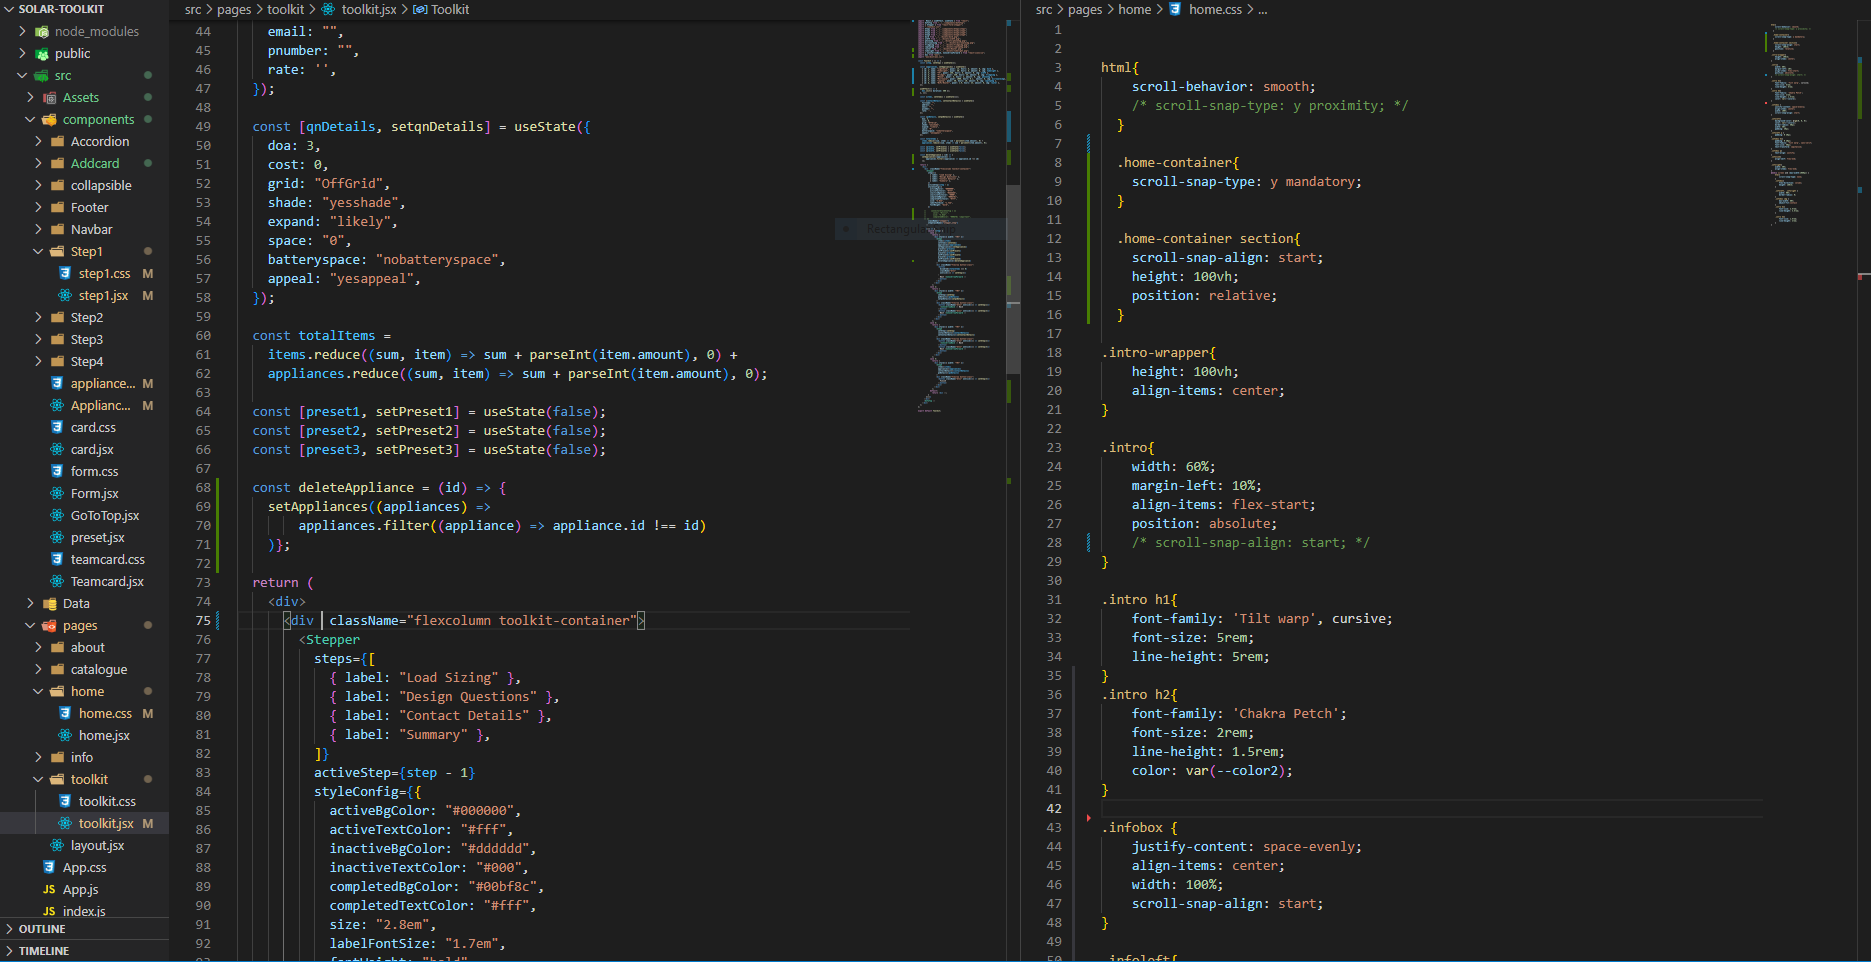 SOLAR-TOOLKIT
node_modules
public
src
Assets
components
Accordion
Addcard
collapsible
Footer
Navbar
Step1
step1.css M
step1.jsx M
Step2
Step3
Step4
appliance... M
Applianc... M
card.css
card.jsx
form.css
Form.jsx
GoToTop.jsx
preset.jsx
teamcard.css
Teamcard.jsx
Data
pages
about
catalogue
home
home.css M
home.jsx
info
toolkit
toolkit.css
toolkit.jsx M
layout.jsx
App.css
JS App.js
JS index.js
OUTLINE
TIMELINE
src > pages > toolkit > toolkit.jsx > Toolkit
44 email: "",
45 pnumber: "",
46 rate: '',
47 });
48
49 const [qnDetails, setqnDetails] = useState({
50 doa: 3,
51 cost: 0,
52 grid: "OffGrid",
53 shade: "yesshade",
54 expand: "likely",
55 space: "0",
56 batteryspace: "nobatteryspace",
57 appeal: "yesappeal",
58 });
59
60 const totalItems =
61 items.reduce((sum, item) => sum + parseInt(item.amount), 0) +
62 appliances.reduce((sum, item) => sum + parseInt(item.amount), 0);
63
64 const [preset1, setPreset1] = useState(false);
65 const [preset2, setPreset2] = useState(false);
66 const [preset3, setPreset3] = useState(false);
67
68 const deleteAppliance = (id) => {
69 setAppliances((appliances) =>
70 appliances.filter((appliance) => appliance.id !== id)
71 )};
72
73 return (
74 <div>
75 <div className="flexcolumn toolkit-container">
76 <Stepper
77 steps={[
78 { label: "Load Sizing" },
79 { label: "Design Questions" },
80 { label: "Contact Details" },
81 { label: "Summary" },
82 ]}
83 activeStep={step - 1}
84 styleConfig={{
85 activeBgColor: "#000000",
86 activeTextColor: "#fff",
87 inactiveBgColor: "#dddddd",
88 inactiveTextColor: "#000",
89 completedBgColor: "#00bf8c",
90 completedTextColor: "#fff",
91 size: "2.8em",
92 labelFontSize: "1.7em",
93 fontWeight: "bold"
src > pages > home > home.css > ...
1
2
3 html{
4 scroll-behavior: smooth;
5 /* scroll-snap-type: y proximity; */
6 }
7
8 .home-container{
9 scroll-snap-type: y mandatory;
10 }
11
12 .home-container section{
13 scroll-snap-align: start;
14 height: 100vh;
15 position: relative;
16 }
17
18 .intro-wrapper{
19 height: 100vh;
20 align-items: center;
21 }
22
23 .intro{
24 width: 60%;
25 margin-left: 10%;
26 align-items: flex-start;
27 position: absolute;
28 /* scroll-snap-align: start; */
29 }
30
31 .intro h1{
32 font-family: 'Tilt warp', cursive;
33 font-size: 5rem;
34 line-height: 5rem;
35 }
36 .intro h2{
37 font-family: 'Chakra Petch';
38 font-size: 2rem;
39 line-height: 1.5rem;
40 color: var(--color2);
41 }
42
43 .infobox {
44 justify-content: space-evenly;
45 align-items: center;
46 width: 100%;
47 scroll-snap-align: start;
48 }
49
50 .infoleft{